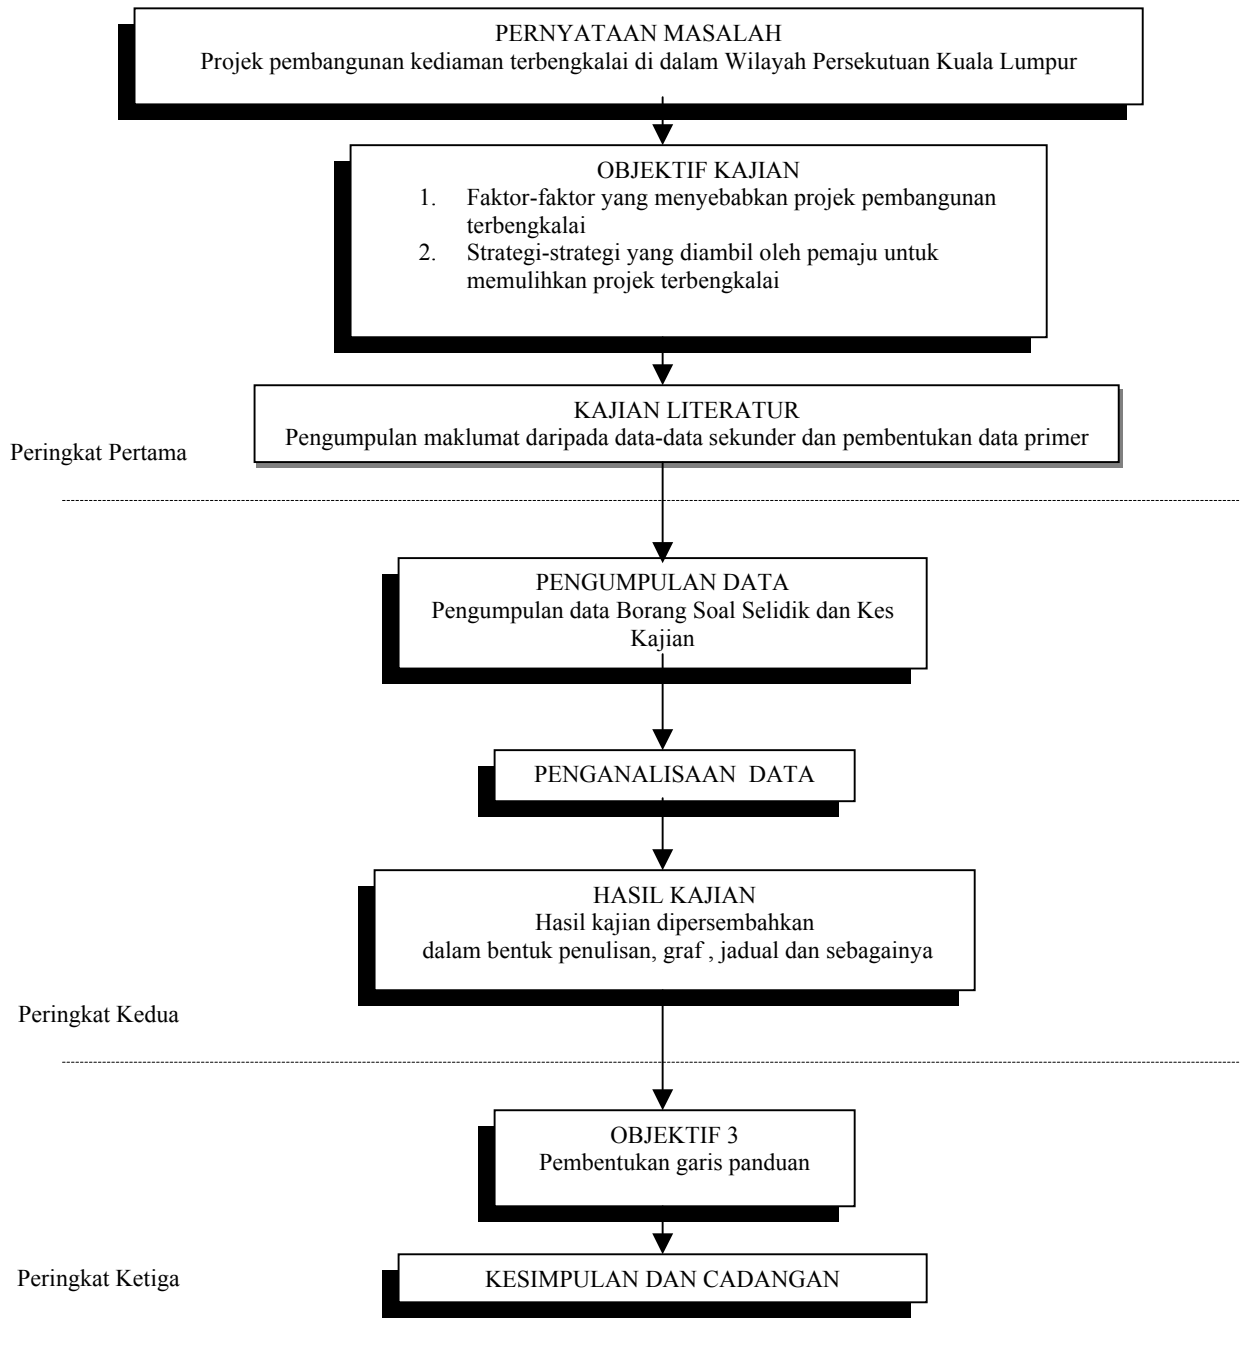 PERNYATAAN MASALAH
Projek pembangunan kediaman terbengkalai di dalam Wilayah Persekutuan Kuala Lumpur
OBJEKTIF KAJIAN
1. Faktor-faktor yang menyebabkan projek pembangunan
terbengkalai
2. Strategi-strategi yang diambil oleh pemaju untuk
memulihkan projek terbengkalai
KAJIAN LITERATUR
Pengumpulan maklumat daripada data-data sekunder dan pembentukan data primer
Peringkat Pertama
PENGUMPULAN DATA
Pengumpulan data Borang Soal Selidik dan Kes
Kajian
PENGANALISAAN DATA
HASIL KAJIAN
Hasil kajian dipersembahkan
dalam bentuk penulisan, graf , jadual dan sebagainya
Peringkat Kedua
OBJEKTIF 3
Pembentukan garis panduan
Peringkat Ketiga
KESIMPULAN DAN CADANGAN